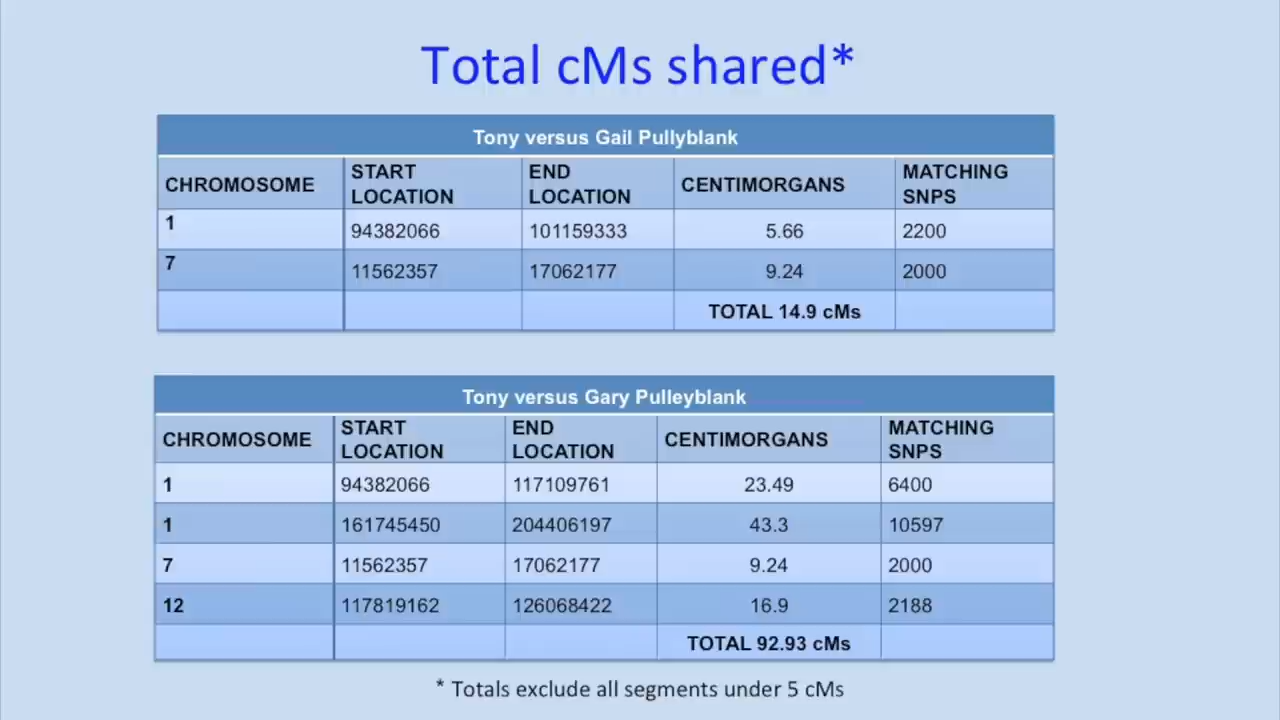 Total cMs shared*
Tony versus Gail Pullyblank
CHROMOSOME START LOCATION END LOCATION CENTIMORGANS MATCHING SNPS
1 94382066 101159333 5.66 2200
7 11562357 17062177 9.24 2000
TOTAL 14.9 cMs
Tony versus Gary Pulleyblank
CHROMOSOME START LOCATION END LOCATION CENTIMORGANS MATCHING SNPS
1 94382066 117109761 23.49 6400
1 161745450 204406197 43.3 10597
7 11562357 17062177 9.24 2000
12 117819162 126068422 16.9 2188
TOTAL 92.93 cMs
* Totals exclude all segments under 5 cMs